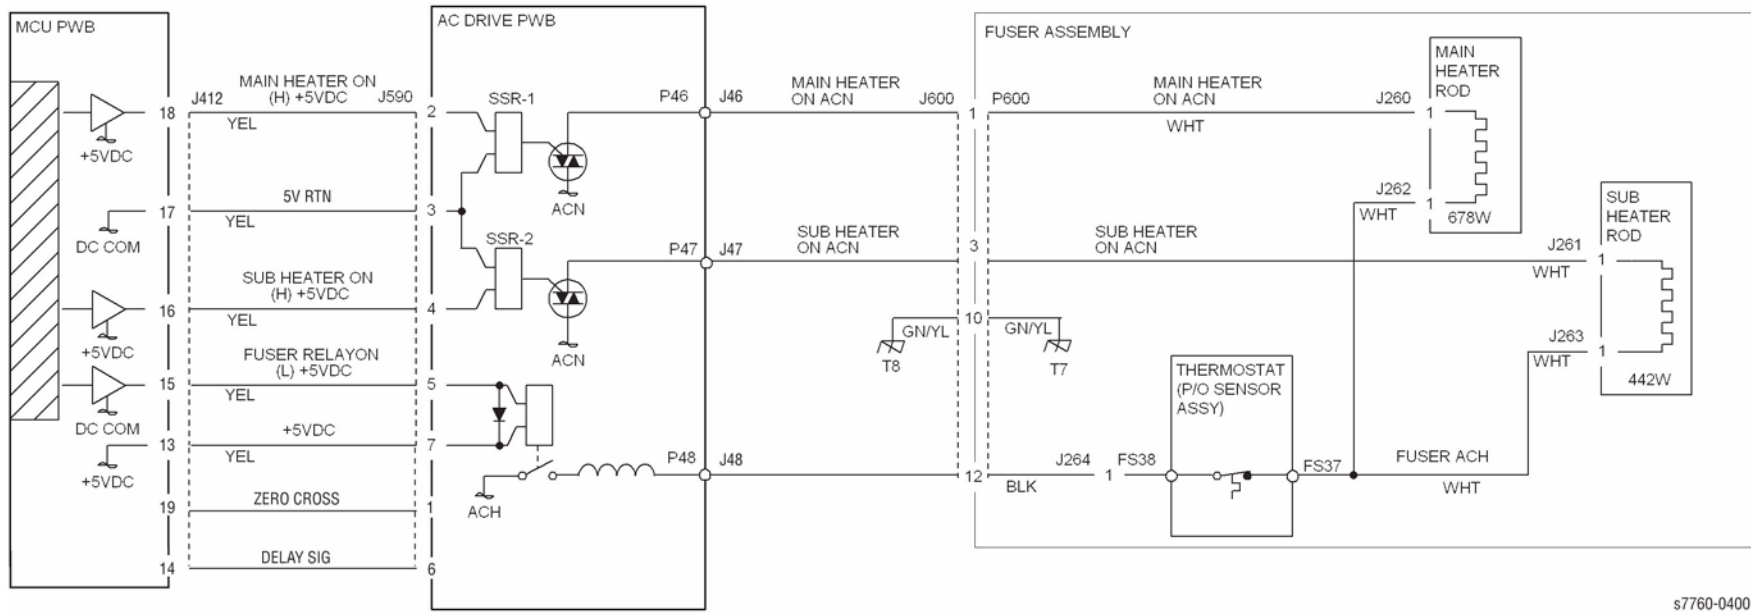 MCU PWB
AC DRIVE PWB
FUSER ASSEMBLY
MAIN HEATER ON
(H) +5VDC
J412
J590
18
YEL
2
+5VDC
SSR-1
P46
J46
MAIN HEATER
ON ACN
J600
1
P600
MAIN HEATER
ON ACN
WHT
J260
1
MAIN
HEATER
ROD
J262
1
WHT
678W
ACN
5V RTN
17
YEL
3
DC COM
SSR-2
P47
J47
SUB HEATER
ON ACN
3
SUB HEATER
ON ACN
J261
1
WHT
SUB
HEATER
ROD
J263
1
WHT
442W
SUB HEATER ON
(H) +5VDC
16
YEL
4
+5VDC
ACN
10
GN/YL
GN/YL
T8
T7
FUSER RELAYON
(L) +5VDC
15
YEL
5
DC COM
THERMOSTAT
(P/O SENSOR
ASSY)
+5VDC
13
YEL
7
+5VDC
P48
J48
12
BLK
J264
1
FS38
FS37
FUSER ACH
WHT
ACH
ZERO CROSS
19
1
DELAY SIG
14
6
s7760-0400